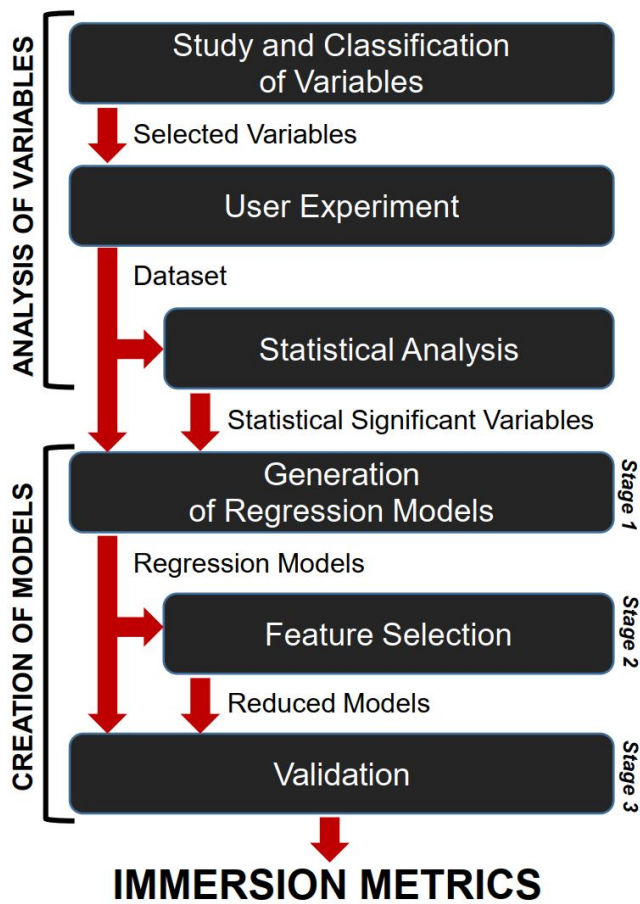 ANALYSIS OF VARIABLES
Study and Classification
of Variables
Selected Variables
User Experiment
Dataset
Statistical Analysis
Statistical Significant Variables
CREATION OF MODELS
Generation
of Regression Models
Stage 1
Regression Models
Feature Selection
Stage 2
Reduced Models
Validation
Stage 3
IMMERSION METRICS